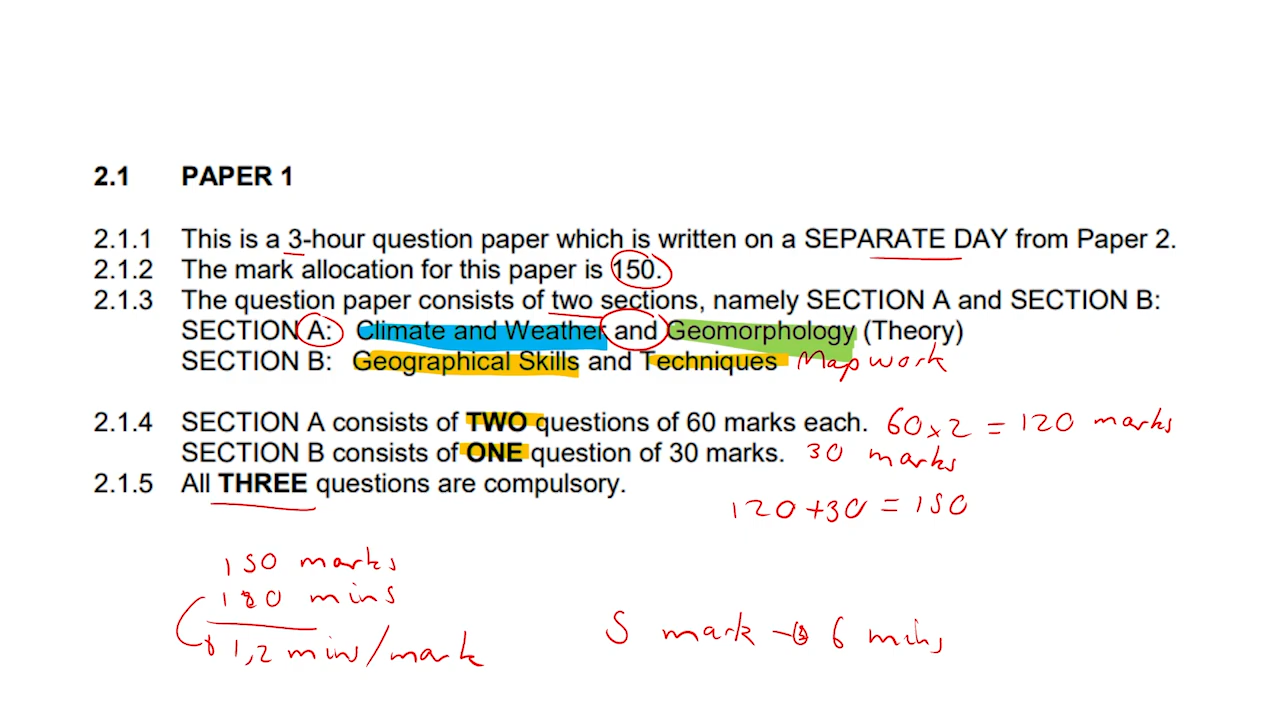 2.1 PAPER 1
2.1.1 This is a 3-hour question paper which is written on a SEPARATE DAY from Paper 2.
2.1.2 The mark allocation for this paper is 150.
2.1.3 The question paper consists of two sections, namely SECTION A and SECTION B:
SECTION A: Climate and Weather and Geomorphology (Theory)
SECTION B: Geographical Skills and Techniques Mapwork
2.1.4 SECTION A consists of TWO questions of 60 marks each. 60 x 2 = 120 marks
SECTION B consists of ONE question of 30 marks. 30 marks
2.1.5 All THREE questions are compulsory.
120 + 30 = 150
150 marks
180 mins
1,2 mins/mark
5 mark → 6 mins